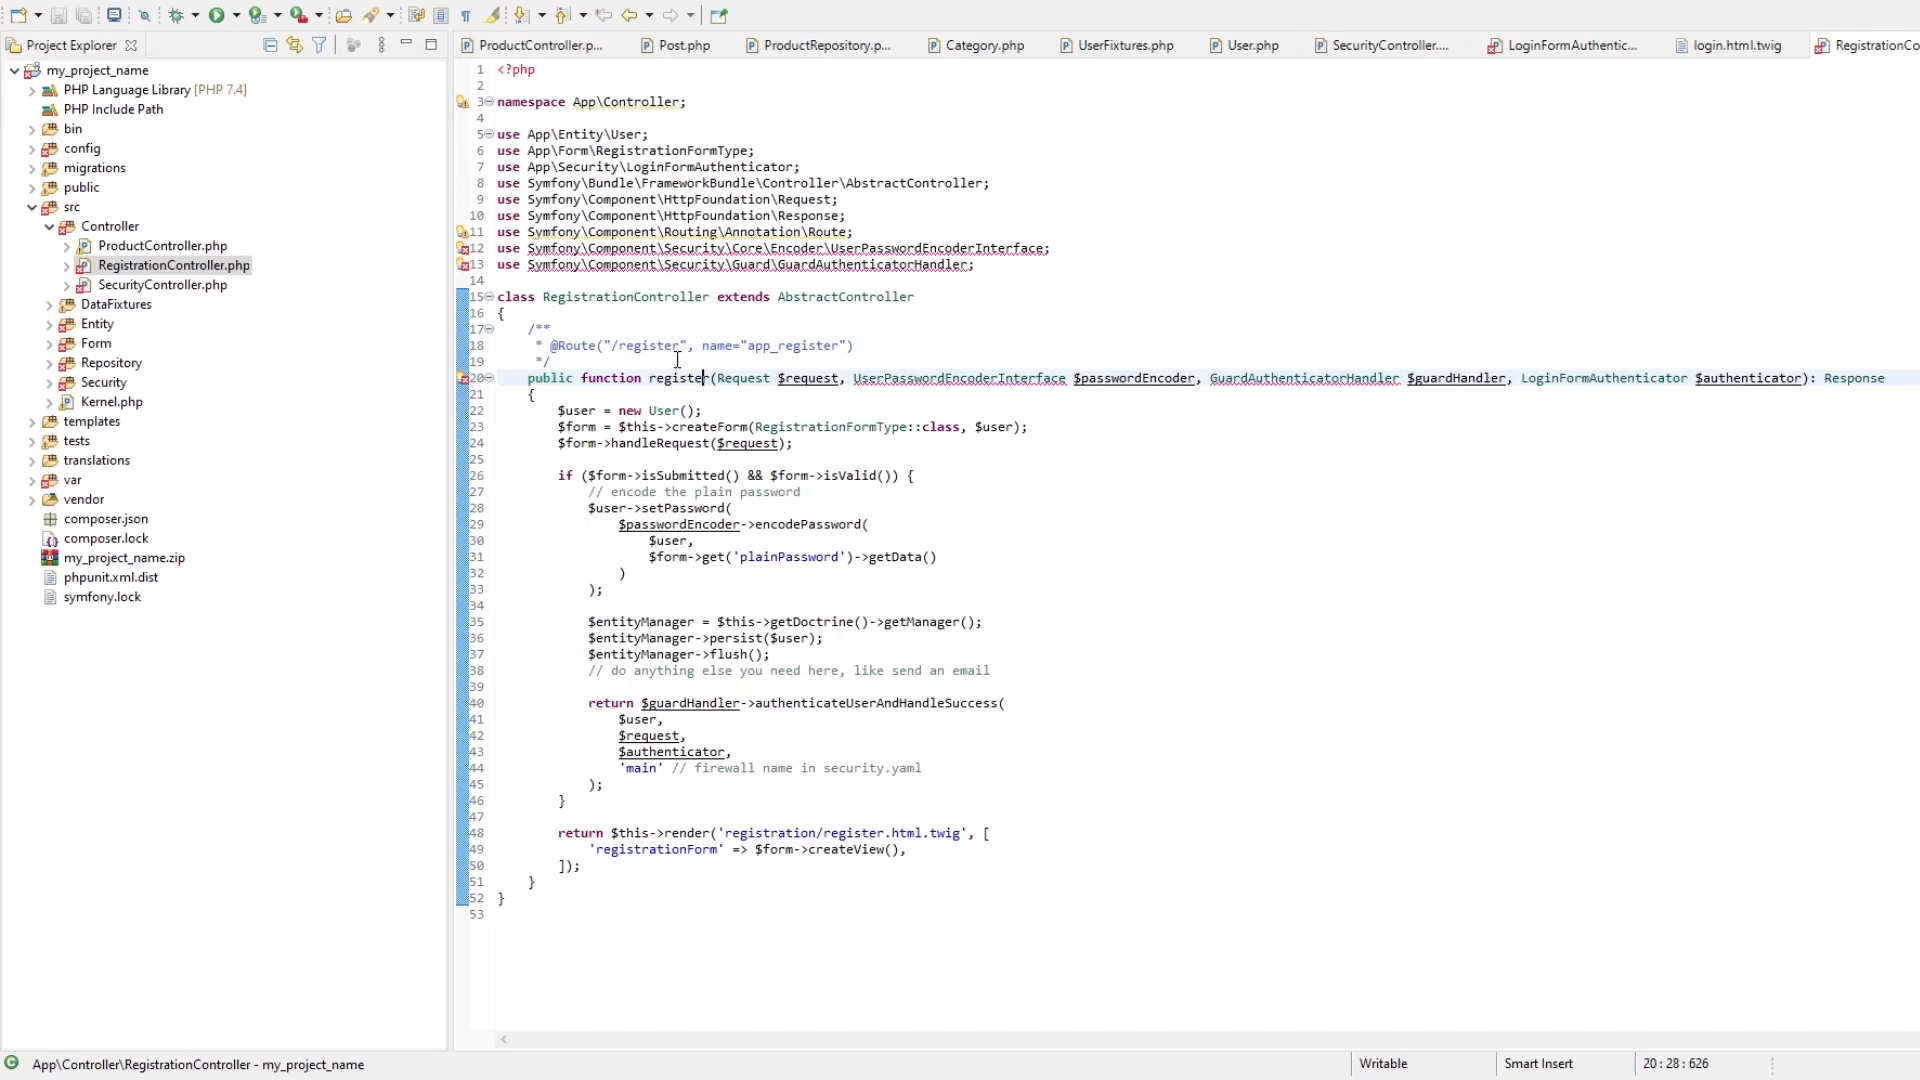 Project Explorer
my_project_name
PHP Language Library [PHP 7.4]
PHP Include Path
bin
config
migrations
public
src
Controller
ProductController.php
RegistrationController.php
SecurityController.php
DataFixtures
Entity
Form
Repository
Security
Kernel.php
templates
tests
translations
var
vendor
composer.json
composer.lock
my_project_name.zip
phpunit.xml.dist
symfony.lock
ProductController.p... Post.php ProductRepository.p... Category.php UserFixtures.php User.php SecurityController.... LoginFormAuthentic... login.html.twig RegistrationCo
1 <?php
2
3 namespace App\Controller;
4
5 use App\Entity\User;
6 use App\Form\RegistrationFormType;
7 use App\Security\LoginFormAuthenticator;
8 use Symfony\Bundle\FrameworkBundle\Controller\AbstractController;
9 use Symfony\Component\HttpFoundation\Request;
10 use Symfony\Component\HttpFoundation\Response;
11 use Symfony\Component\Routing\Annotation\Route;
12 use Symfony\Component\Security\Core\Encoder\UserPasswordEncoderInterface;
13 use Symfony\Component\Security\Guard\GuardAuthenticatorHandler;
14
15 class RegistrationController extends AbstractController
16 {
17 /**
18 * @Route("/register", name="app_register")
19 */
20 public function register(Request $request, UserPasswordEncoderInterface $passwordEncoder, GuardAuthenticatorHandler $guardHandler, LoginFormAuthenticator $authenticator): Response
21 {
22 $user = new User();
23 $form = $this->createForm(RegistrationFormType::class, $user);
24 $form->handleRequest($request);
25
26 if ($form->isSubmitted() && $form->isValid()) {
27 // encode the plain password
28 $user->setPassword(
29 $passwordEncoder->encodePassword(
30 $user,
31 $form->get('plainPassword')->getData()
32 )
33 );
34
35 $entityManager = $this->getDoctrine()->getManager();
36 $entityManager->persist($user);
37 $entityManager->flush();
38 // do anything else you need here, like send an email
39
40 return $guardHandler->authenticateUserAndHandleSuccess(
41 $user,
42 $request,
43 $authenticator,
44 'main' // firewall name in security.yaml
45 );
46 }
47
48 return $this->render('registration/register.html.twig', [
49 'registrationForm' => $form->createView(),
50 ]);
51 }
52 }
53
App\Controller\RegistrationController - my_project_name
Writable
Smart Insert
20 : 28 : 626